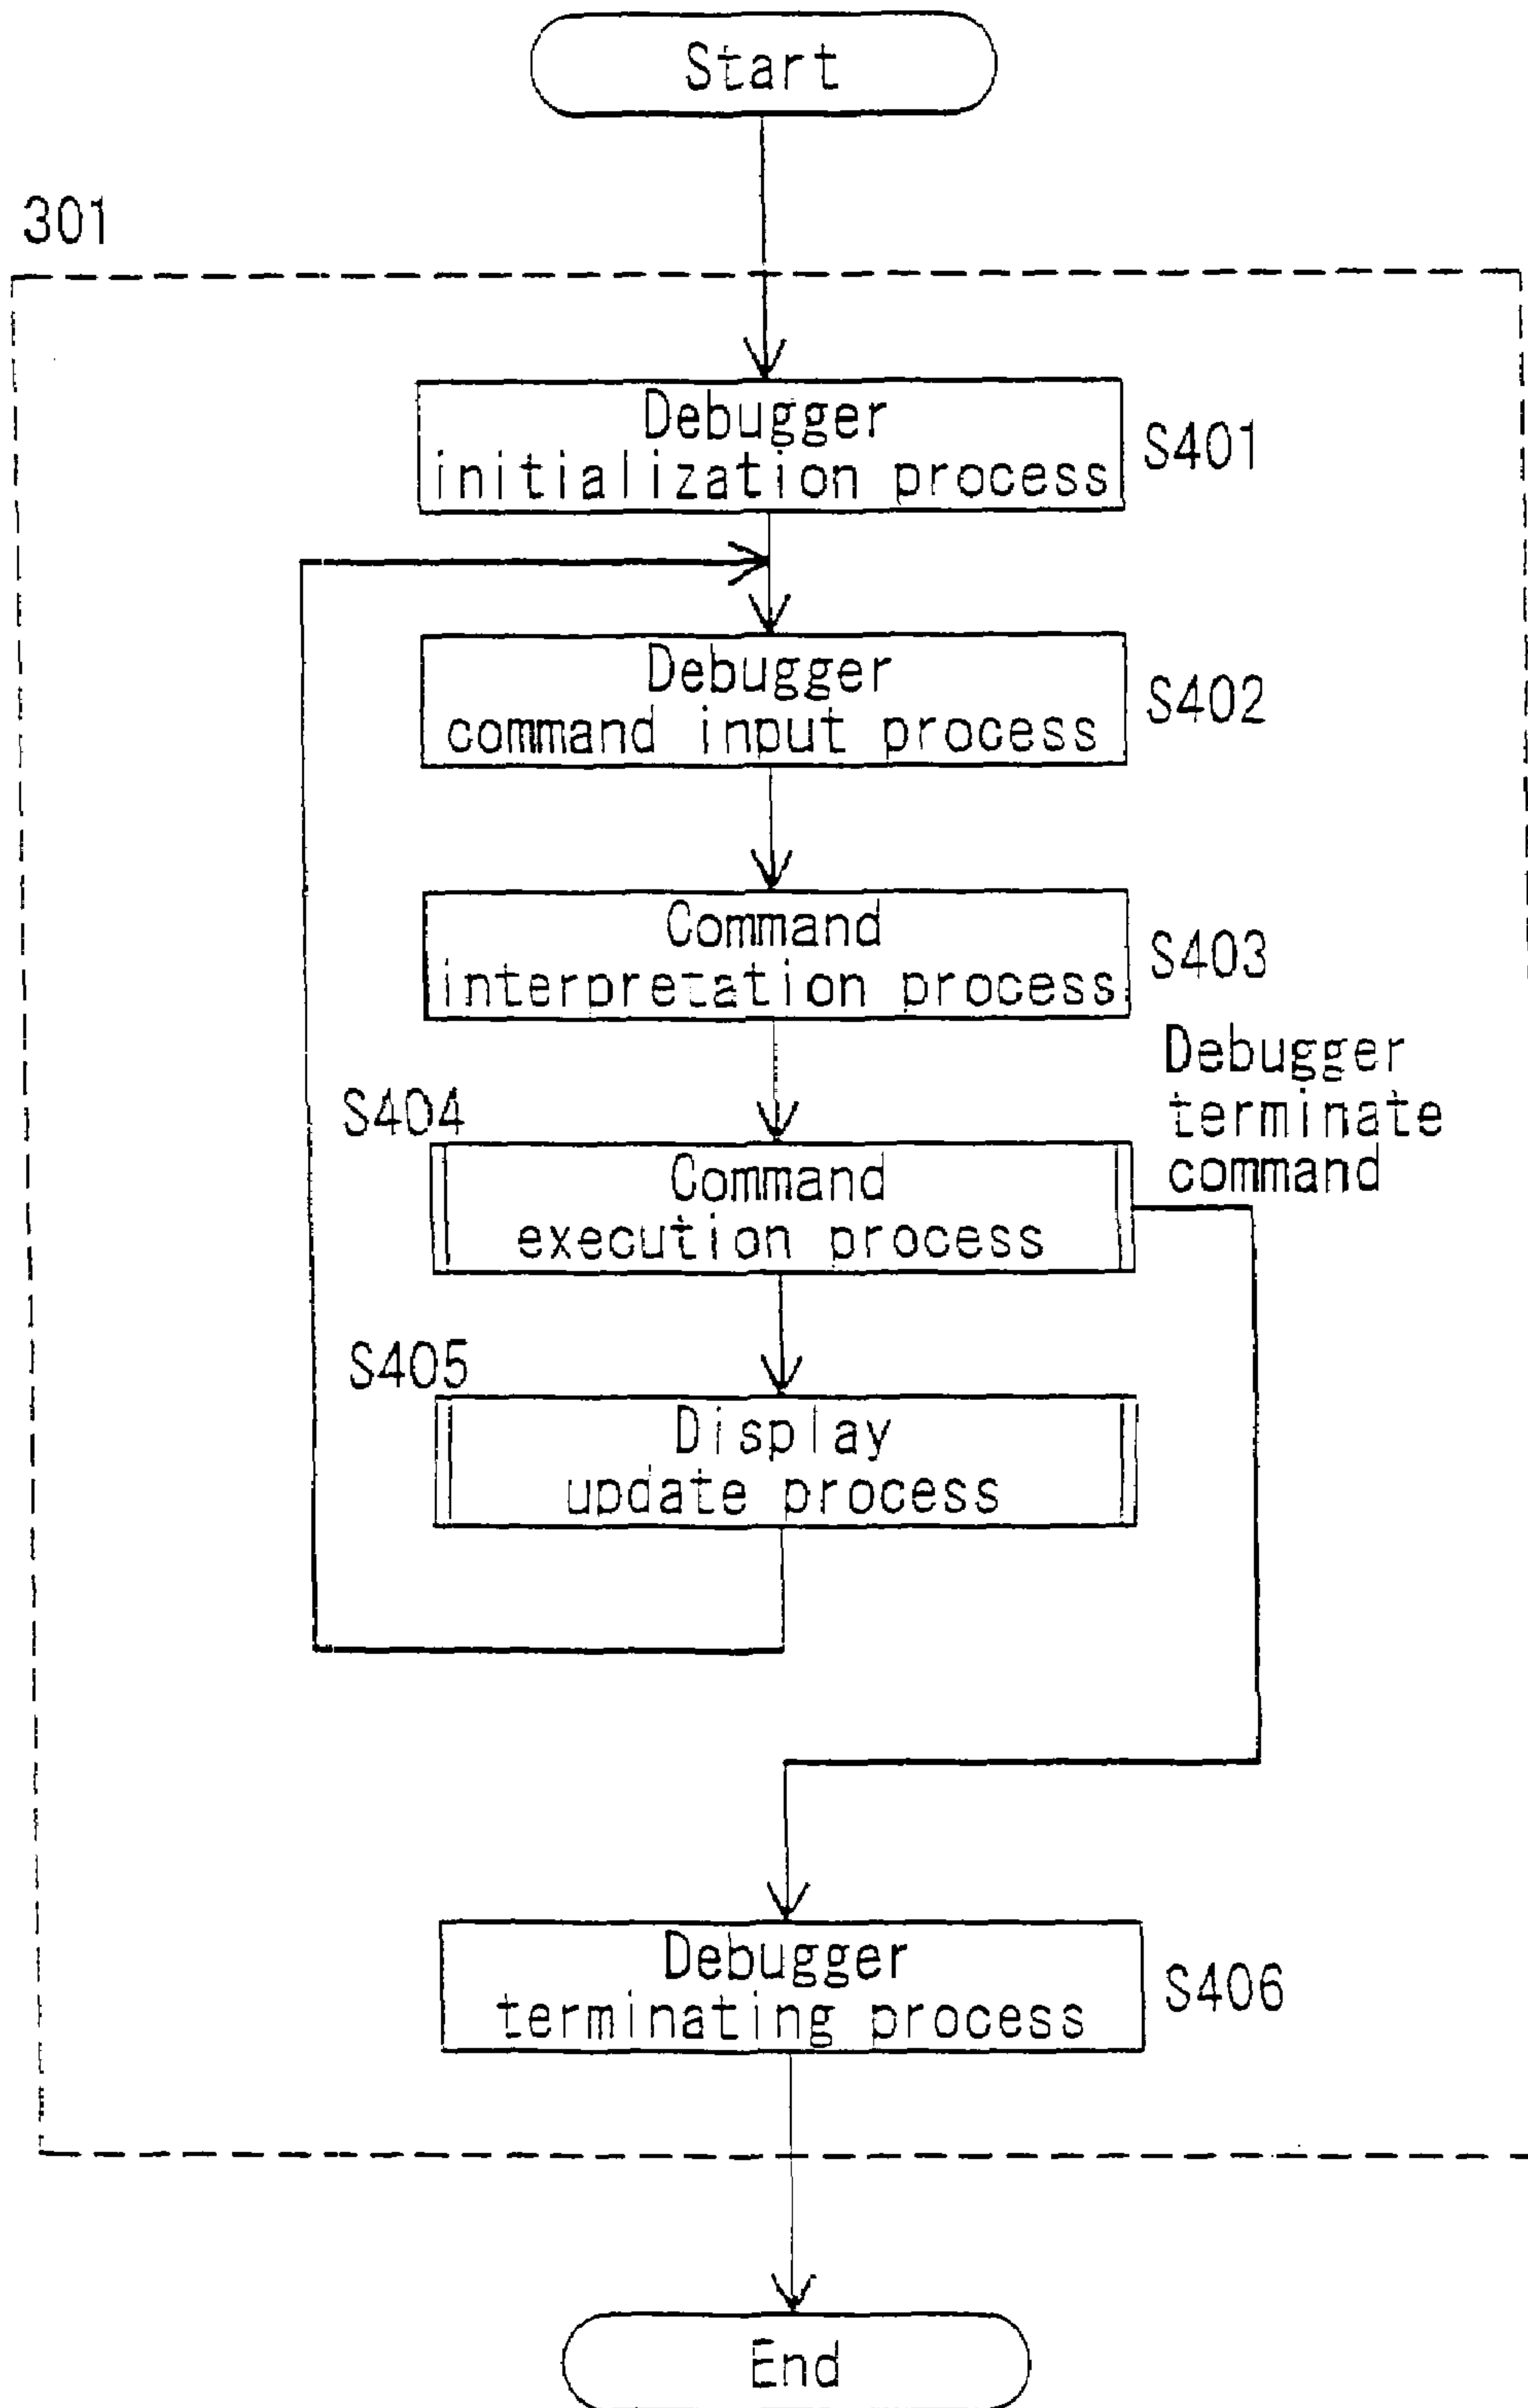 Start
301
Debugger
initialization process
S401
Debugger
command input process
S402
Command
interpretation process
S403
Debugger
terminate
command
S404
Command
execution process
S405
Display
update process
Debugger
terminating process
S406
End